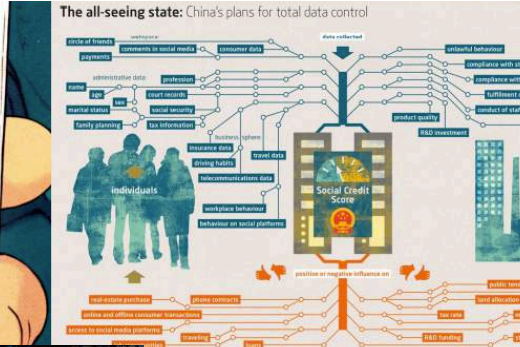 The all-seeing state: China's plans for total data control
data collected
circle of friends
webspace
comments in social media
consumer data
payments
administrative data
name
profession
age
court records
sex
marital status
social security
family planning
tax information
business sphere
insurance data
driving habits
travel data
telecommunications data
workplace behaviour
behaviour on social platforms
unlawful behaviour
compliance with
compliance with
conduct of
product quality
R&D investment
individuals
Social Credit
Score
positive or negative influence on
real-estate purchase
phone contracts
online and offline consumer transactions
access to social media platforms
traveling
loans
public
land allocation
tax rate
R&D funding